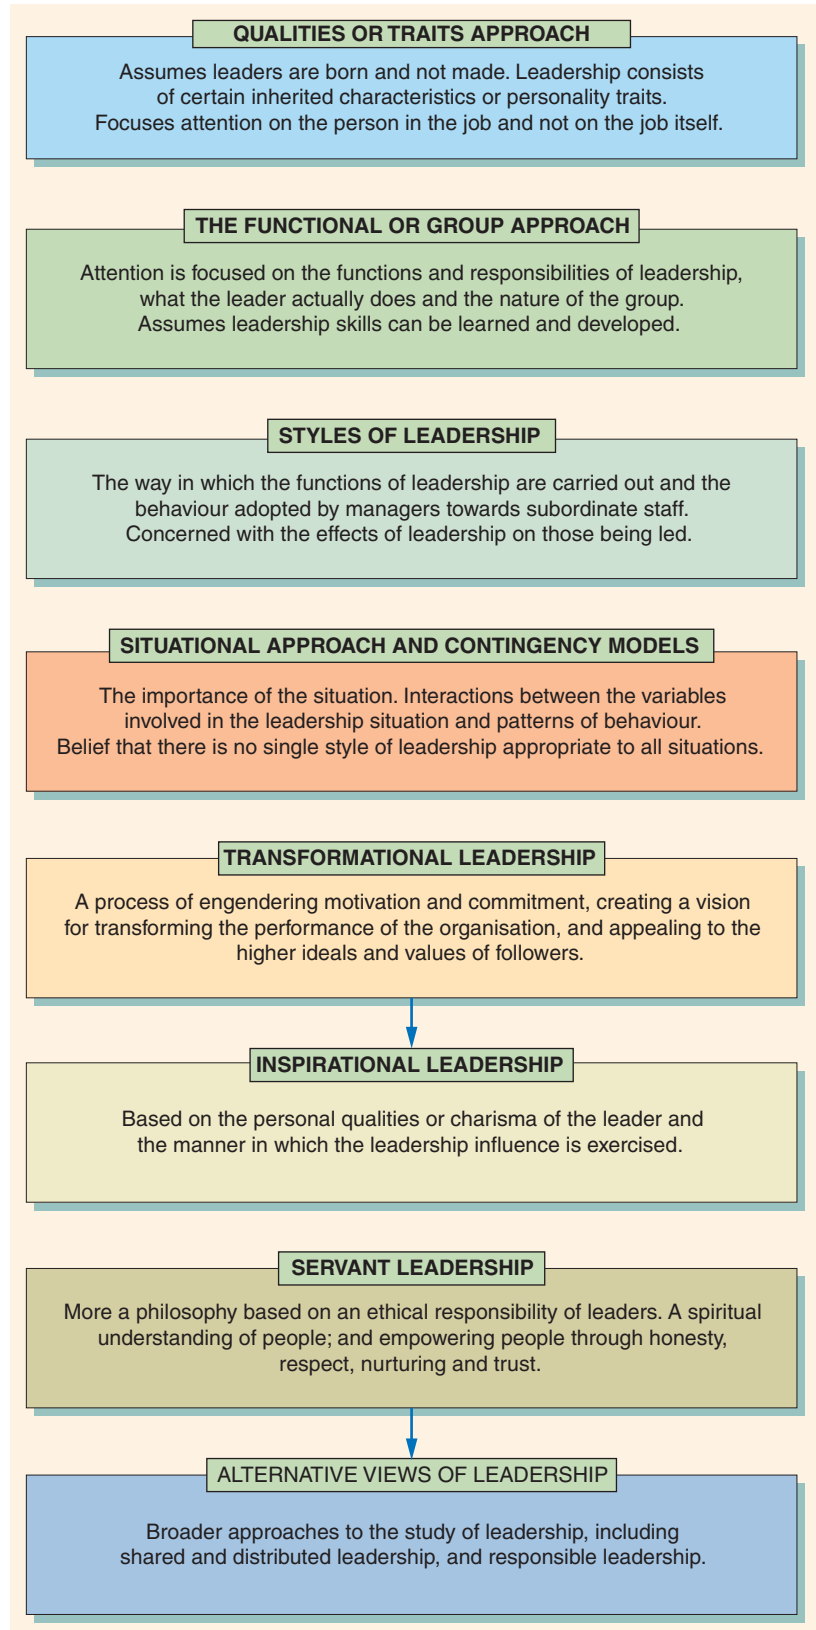 QUALITIES OR TRAITS APPROACH
Assumes leaders are born and not made. Leadership consists
of certain inherited characteristics or personality traits.
Focuses attention on the person in the job and not on the job itself.
THE FUNCTIONAL OR GROUP APPROACH
Attention is focused on the functions and responsibilities of leadership,
what the leader actually does and the nature of the group.
Assumes leadership skills can be learned and developed.
STYLES OF LEADERSHIP
The way in which the functions of leadership are carried out and the
behaviour adopted by managers towards subordinate staff.
Concerned with the effects of leadership on those being led.
SITUATIONAL APPROACH AND CONTINGENCY MODELS
The importance of the situation. Interactions between the variables
involved in the leadership situation and patterns of behaviour.
Belief that there is no single style of leadership appropriate to all situations.
TRANSFORMATIONAL LEADERSHIP
A process of engendering motivation and commitment, creating a vision
for transforming the performance of the organisation, and appealing to the
higher ideals and values of followers.
INSPIRATIONAL LEADERSHIP
Based on the personal qualities or charisma of the leader and
the manner in which the leadership influence is exercised.
SERVANT LEADERSHIP
More a philosophy based on an ethical responsibility of leaders. A spiritual
understanding of people; and empowering people through honesty,
respect, nurturing and trust.
ALTERNATIVE VIEWS OF LEADERSHIP
Broader approaches to the study of leadership, including
shared and distributed leadership, and responsible leadership.